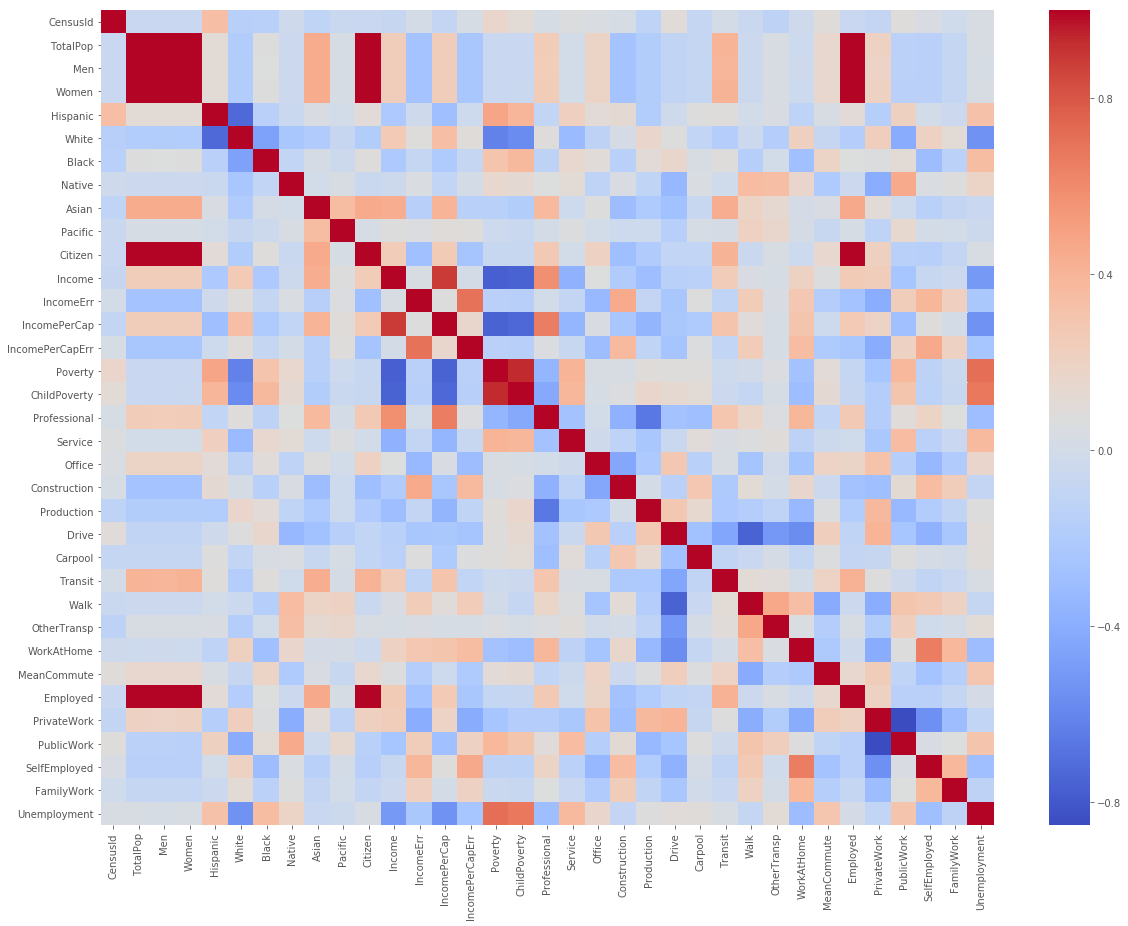 CensusId
TotalPop
Men
Women
Hispanic
White
Black
Native
Asian
Pacific
Citizen
Income
IncomeErr
IncomePerCap
IncomePerCapErr
Poverty
ChildPoverty
Professional
Service
Office
Construction
Production
Drive
Carpool
Transit
Walk
OtherTransp
WorkAtHome
MeanCommute
Employed
PrivateWork
PublicWork
SelfEmployed
FamilyWork
Unemployment
CensusId
TotalPop
Men
Women
Hispanic
White
Black
Native
Asian
Pacific
Citizen
Income
IncomeErr
IncomePerCap
IncomePerCapErr
Poverty
ChildPoverty
Professional
Service
Office
Construction
Production
Drive
Carpool
Transit
Walk
OtherTransp
WorkAtHome
MeanCommute
Employed
PrivateWork
PublicWork
SelfEmployed
FamilyWork
Unemployment
0.8
0.4
0.0
−0.4
−0.8